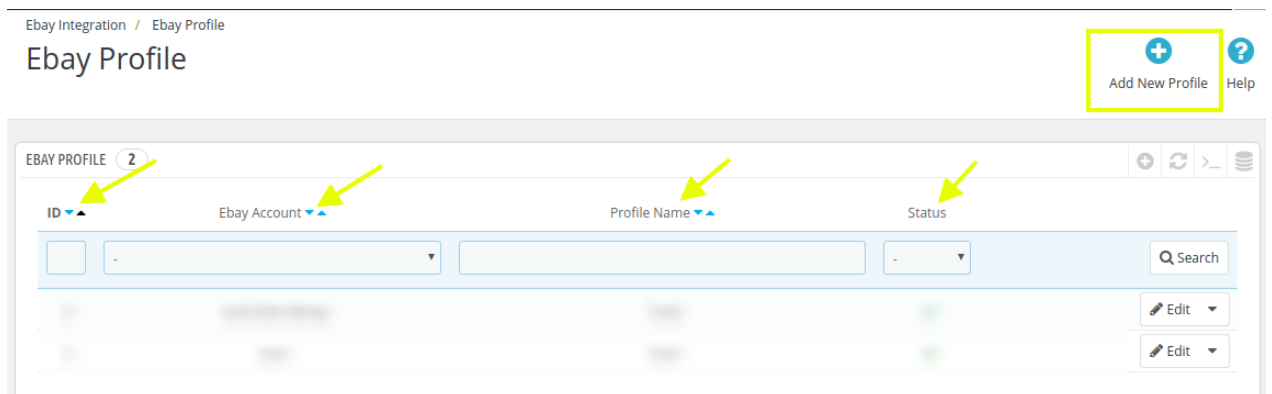 Ebay Integration / Ebay Profile
Ebay Profile
Add New Profile
Help
EBAY PROFILE 2
ID Ebay Account Profile Name Status
- - Search
Edit
Edit